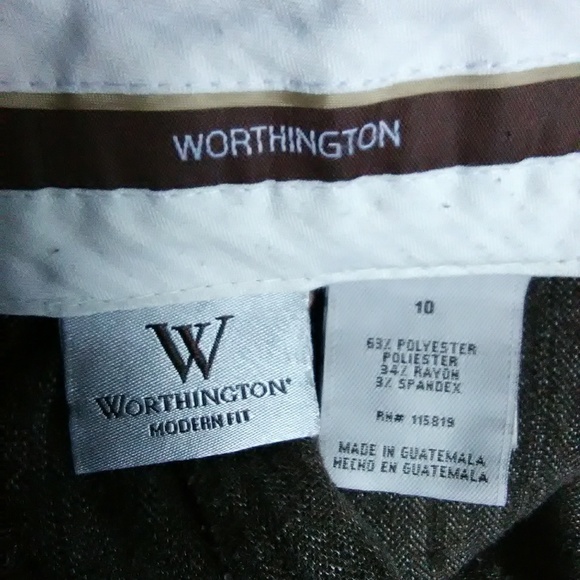 WORTHINGTON
W
WORTHINGTON
MODERN FIT
10
63% POLYESTER
POLIESTER
34% RAYON
3% SPANDEX
RN# 115819
MADE IN GUATEMALA
HECHO EN GUATEMALA